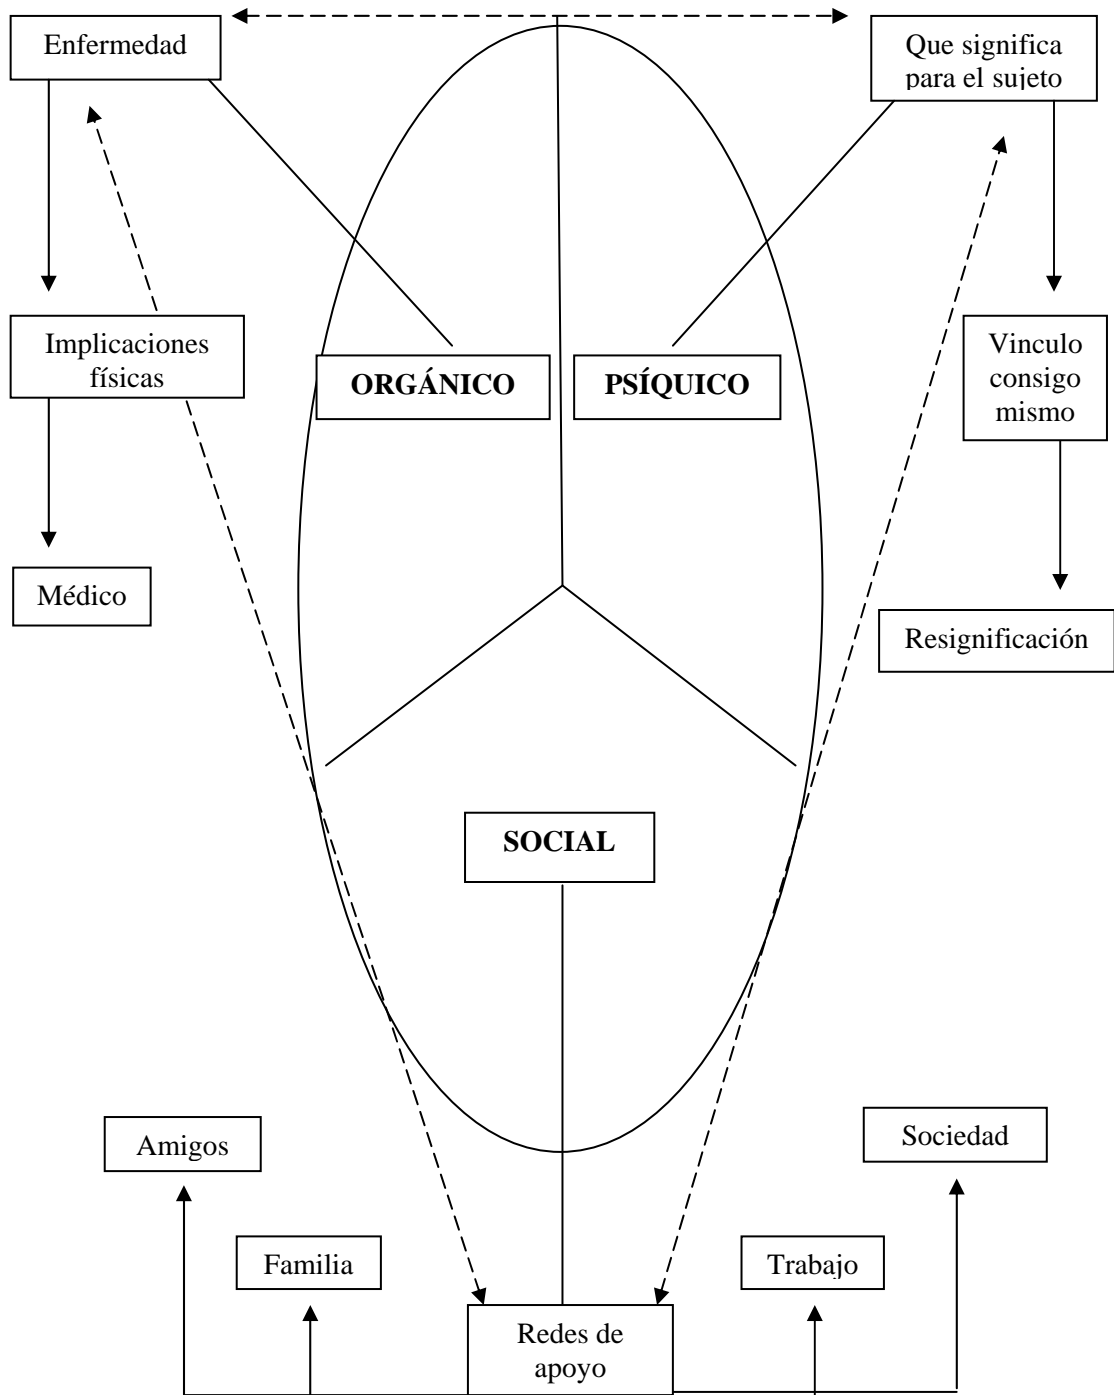 Enfermedad
Que significa
para el sujeto
Implicaciones
físicas
ORGÁNICO
PSÍQUICO
Vinculo
consigo
mismo
Médico
Resignificación
SOCIAL
Amigos
Sociedad
Familia
Trabajo
Redes de
apoyo